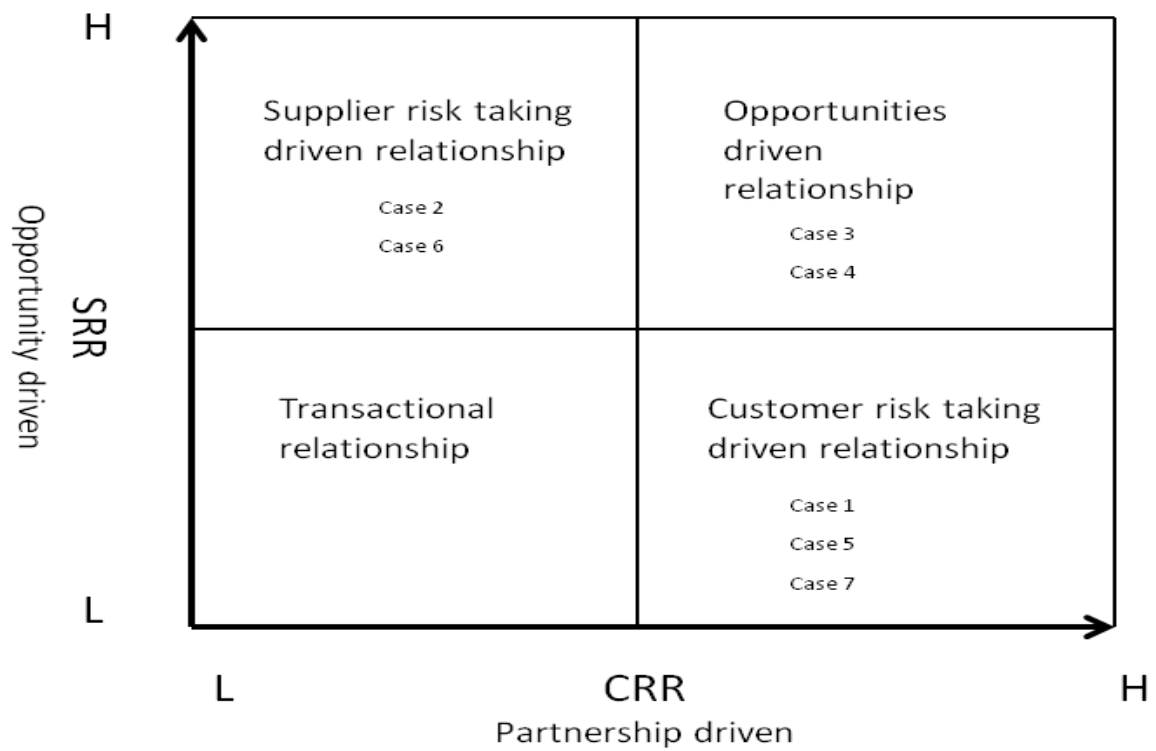 H
Supplier risk taking
driven relationship
Case 2
Case 6
Opportunities
driven
relationship
Case 3
Case 4
Opportunity driven
SRR
Transactional
relationship
Customer risk taking
driven relationship
Case 1
Case 5
Case 7
L
L
CRR
H
Partnership driven